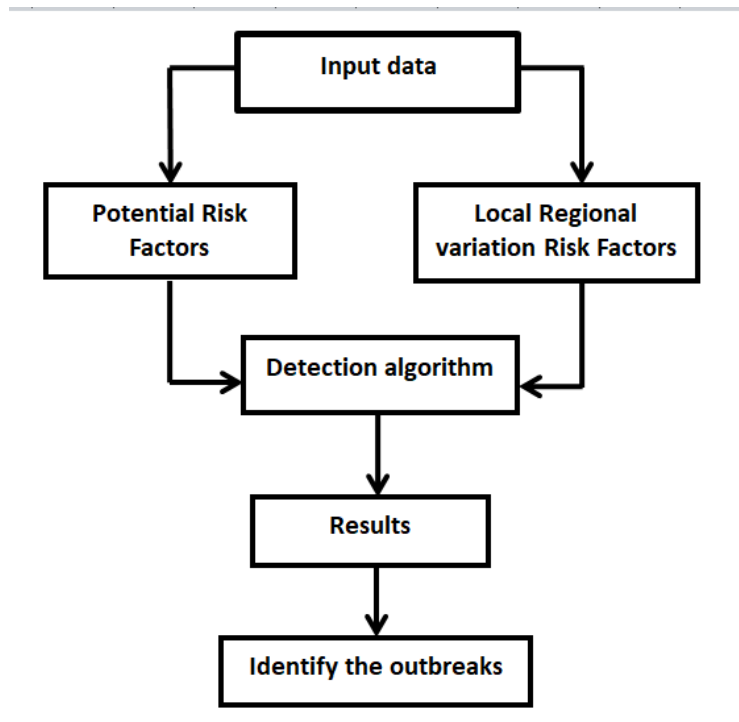 Input data
Potential Risk
Factors
Local Regional
variation Risk Factors
Detection algorithm
Results
Identify the outbreaks